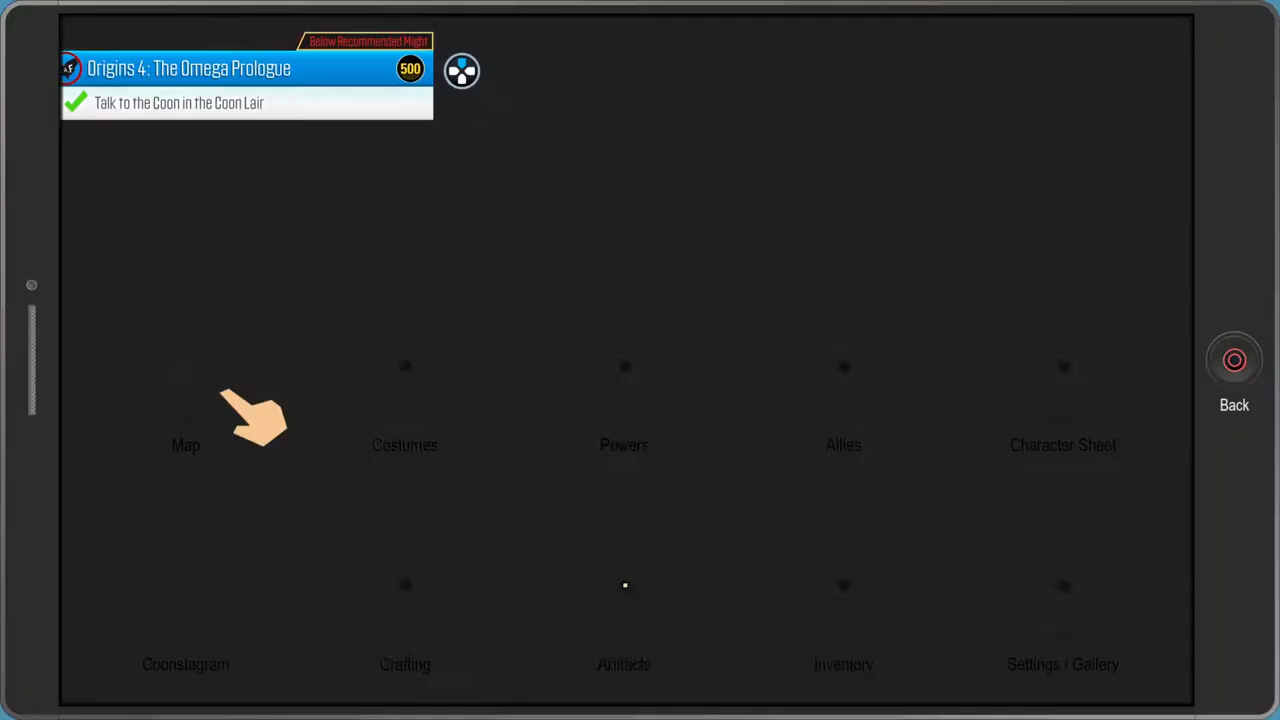 Below Recommended Might
Origins 4: The Omega Prologue 500
Talk to the Coon in the Coon Lair
Back
Map Costumes Powers Allies Character Sheet
Coonstagram Crafting Artifacts Inventory Settings / Gallery